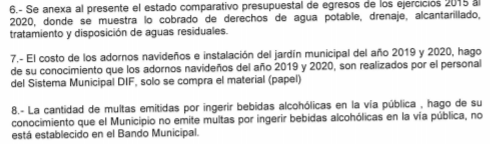 6.- Se anexa al presente el estado comparativo presupuestal de egresos de los ejercicios 2015 al
2020, donde se muestra lo cobrado de derechos de agua potable, drenaje, alcantarillado,
tratamiento y disposición de aguas residuales.
7.- El costo de los adornos navideños e instalación del jardín municipal del año 2019 y 2020, hago
de su conocimiento que los adornos navideños del año 2019 y 2020, son realizados por el personal
del Sistema Municipal DIF, solo se compra el material (papel)
8.- La cantidad de multas emitidas por ingerir bebidas alcohólicas en la vía pública , hago de su
conocimiento que el Municipio no emite multas por ingerir bebidas alcohólicas en la vía pública, no
está establecido en el Bando Municipal.